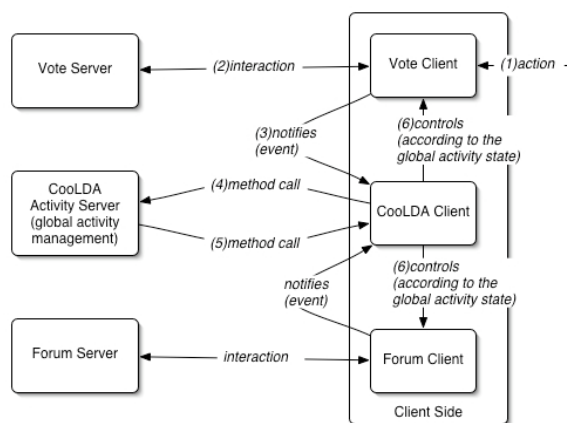 Vote Server
(2)interaction
Vote Client
(1)action
(3)notifies
(event)
(6)controls
(according to the
global activity state)
CooLDA
Activity Server
(global activity
management)
(4)method call
(5)method call
CooLDA Client
notifies
(event)
(6)controls
(according to the
global activity state)
Forum Server
interaction
Forum Client
Client Side